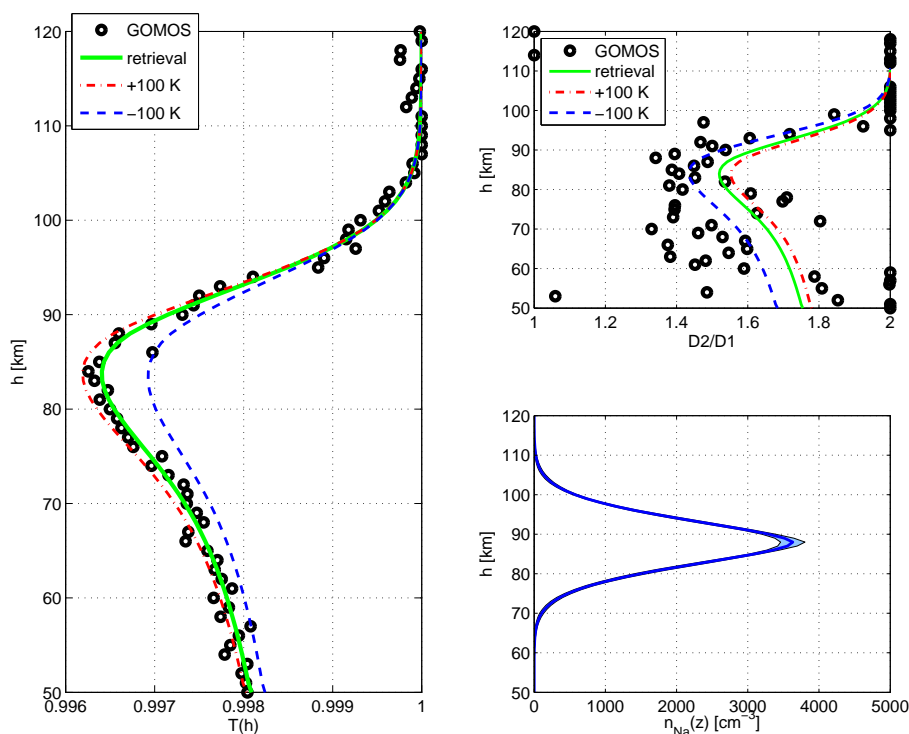 GOMOS
retrieval
+100 K
−100 K
120
110
100
90
80
70
60
50
h [km]
0.996
0.997
0.998
0.999
1
T(h)
GOMOS
retrieval
+100 K
−100 K
120
110
100
90
80
70
60
50
h [km]
1
1.2
1.4
1.6
1.8
2
D2/D1
120
110
100
90
80
70
60
50
h [km]
0
1000
2000
3000
4000
5000
n_Na(z) [cm⁻³]